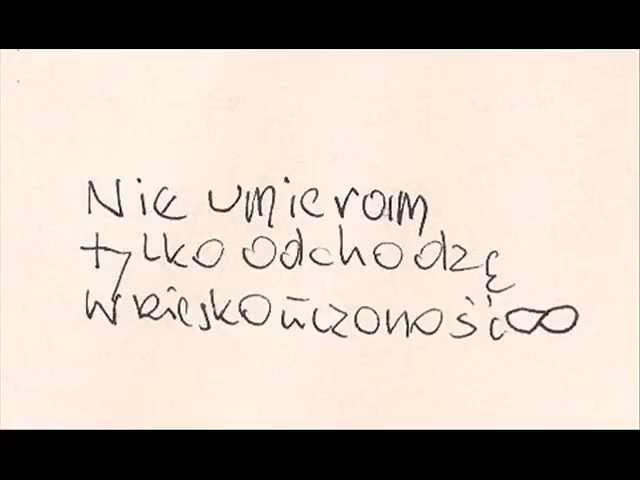 Nie umieram
tylko odchodzę
w nieskończoność ∞